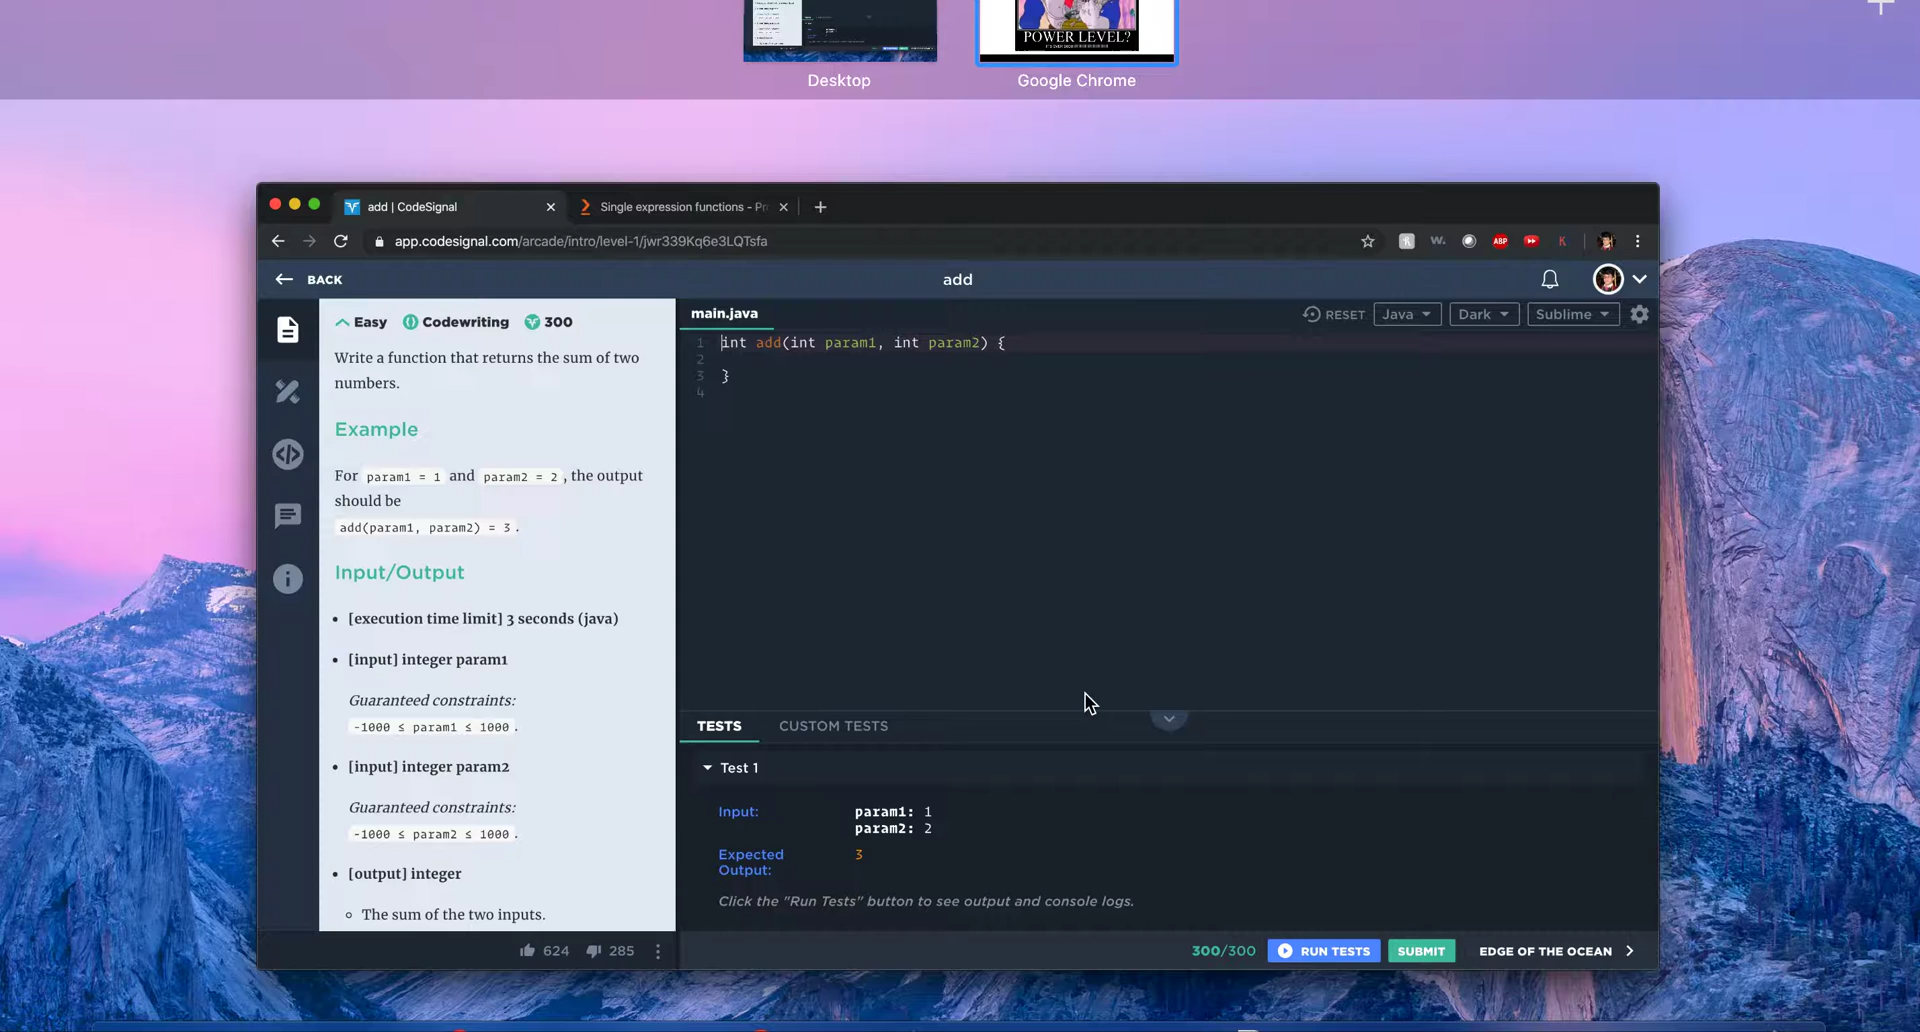 POWER LEVEL?
Desktop
Google Chrome
add | CodeSignal
Single expression functions - Pr
app.codesignal.com/arcade/intro/level-1/jwr339Kq6e3LQTsfa
w.
ABP
K
BACK
add
Easy
Codewriting
300
Write a function that returns the sum of two
numbers.
Example
For param1 = 1 and param2 = 2, the output
should be
add(param1, param2) = 3.
Input/Output
[execution time limit] 3 seconds (java)
[input] integer param1
Guaranteed constraints:
-1000 ≤ param1 ≤ 1000.
[input] integer param2
Guaranteed constraints:
-1000 ≤ param2 ≤ 1000.
[output] integer
The sum of the two inputs.
624
285
main.java
RESET
Java
Dark
Sublime
1 int add(int param1, int param2) {
2
3 }
4
TESTS
CUSTOM TESTS
Test 1
Input: param1: 1
param2: 2
Expected 3
Output:
Click the "Run Tests" button to see output and console logs.
300/300
RUN TESTS
SUBMIT
EDGE OF THE OCEAN